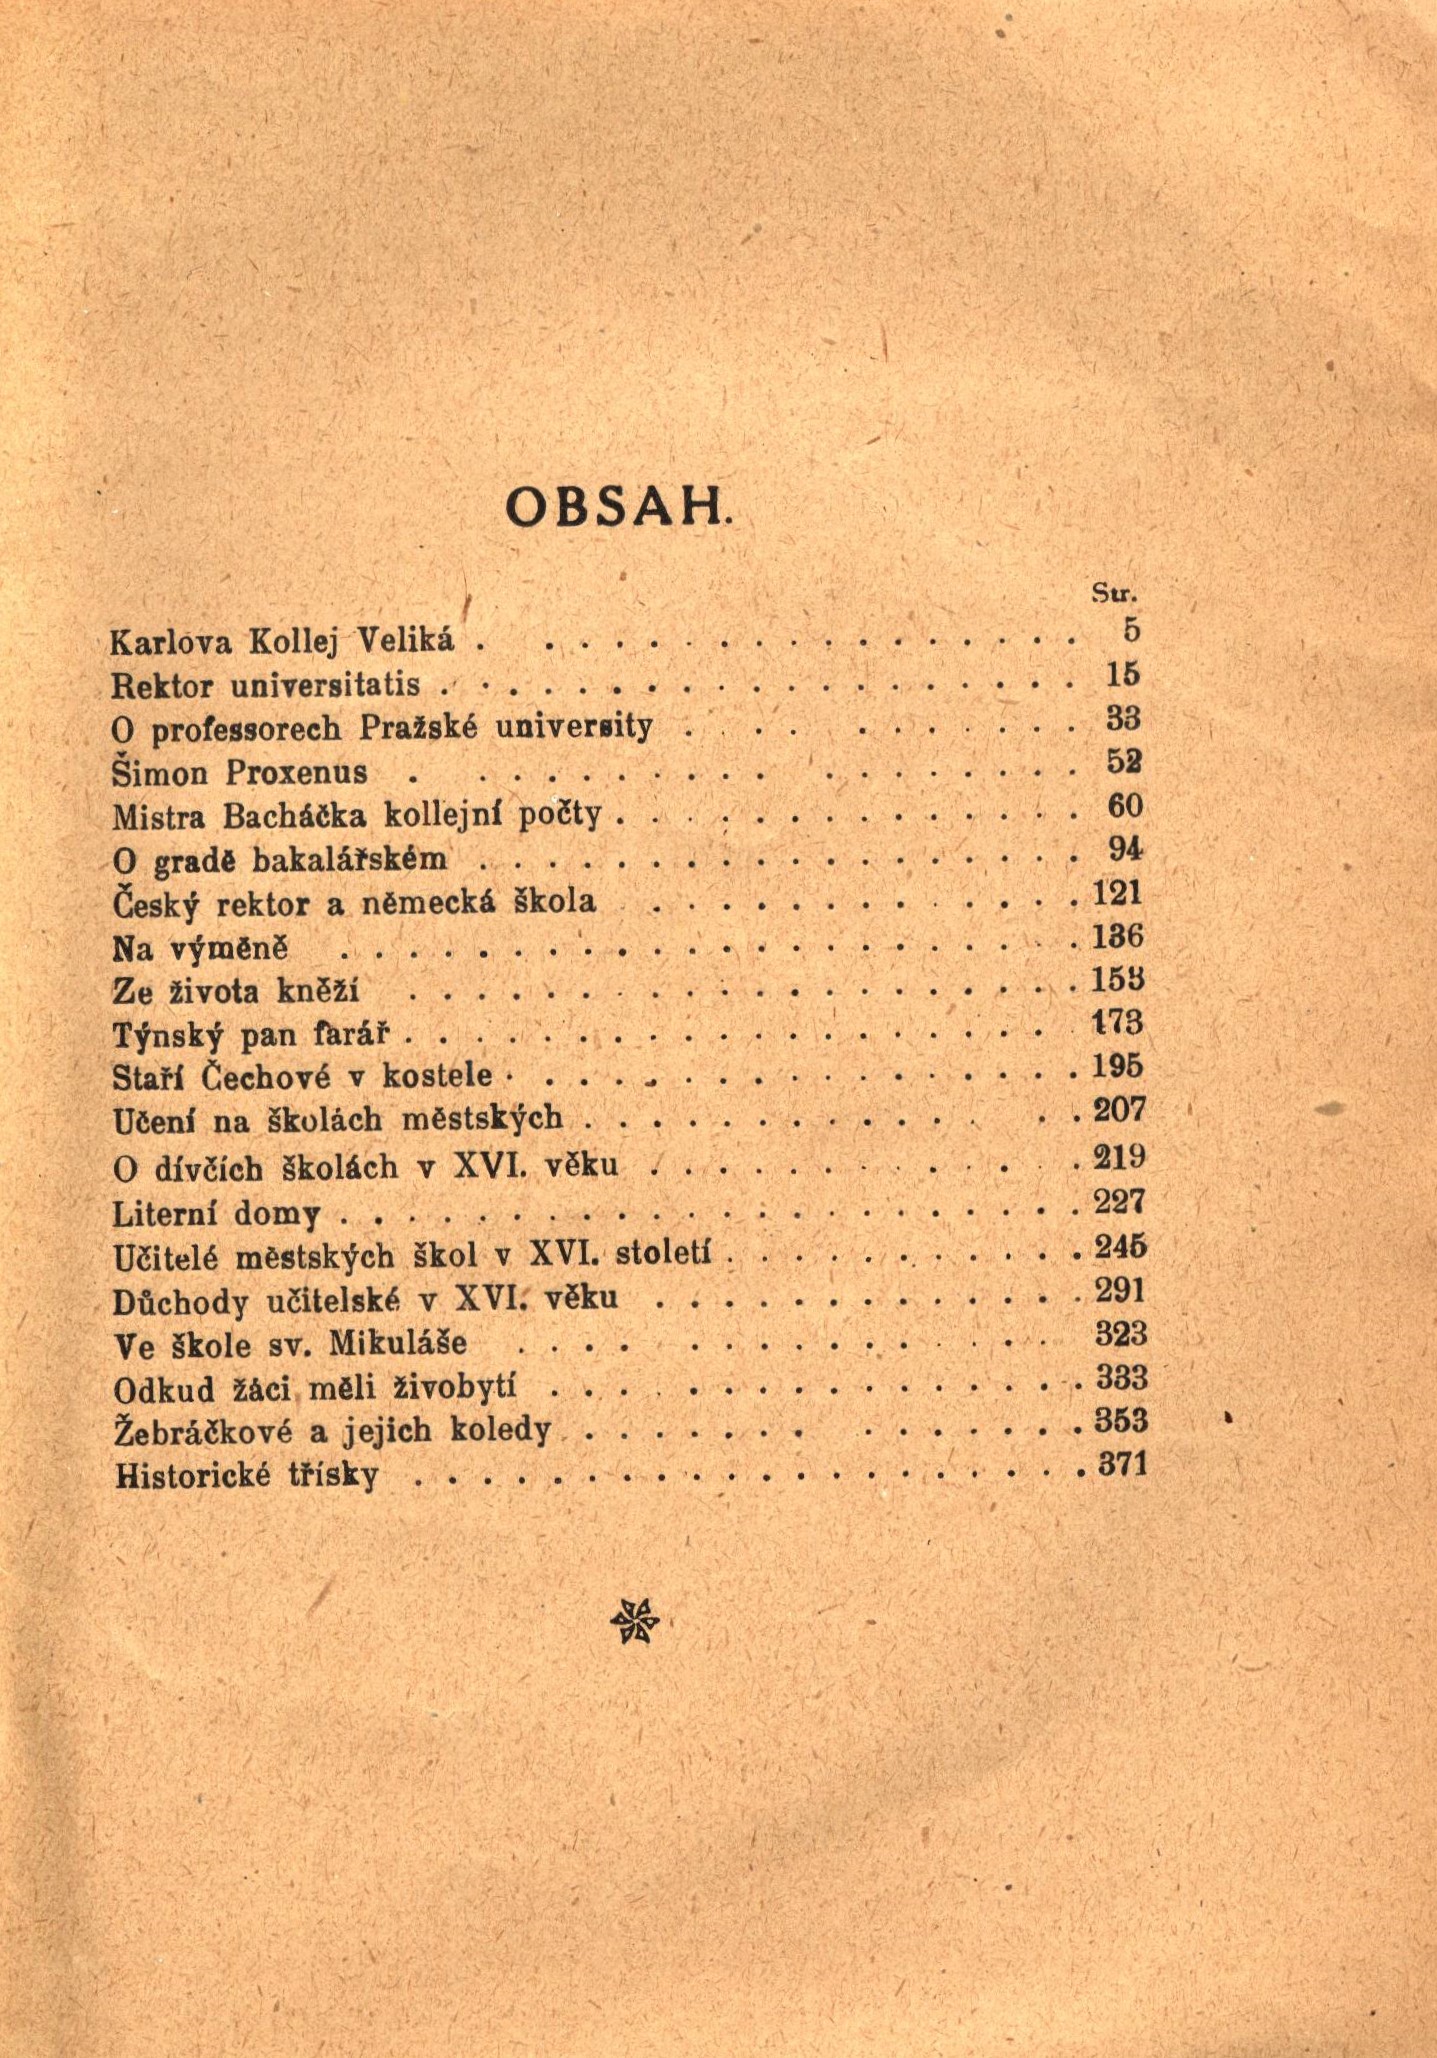 OBSAH.
Str.
Karlova Kollej Veliká . . . . . . . . . . . . . . . . . 5
Rektor universitatis . . . . . . . . . . . . . . . . . . . 15
O professorech Pražské university . . . . . . . . . . . 33
Šimon Proxenus . . . . . . . . . . . . . . . . . . 52
Mistra Bacháčka kollejní počty . . . . . . . . . . . . . . 60
O gradě bakalářském . . . . . . . . . . . . . . . . . . 94
Český rektor a německá škola . . . . . . . . . . . . . 121
Na výměně . . . . . . . . . . . . . . . . . . . . . . 136
Ze života kněží . . . . . . . . . . . . . . . . . . . . 153
Týnský pan farář . . . . . . . . . . . . . . . . . . . 173
Staří Čechové v kostele . . . . . . . . . . . . . . . . . 195
Učení na školách městských . . . . . . . . . . . . . . 207
O dívčích školách v XVI. věku . . . . . . . . . . . . 219
Literní domy . . . . . . . . . . . . . . . . . . . . . . 227
Učitelé městských škol v XVI. století . . . . . . . . . . . 245
Důchody učitelské v XVI. věku . . . . . . . . . . . . . 291
Ve škole sv. Mikuláše . . . . . . . . . . . . . . . 323
Odkud žáci měli živobytí . . . . . . . . . . . . . . . . 333
Žebráčkové a jejich koledy . . . . . . . . . . . . . . 353
Historické třísky . . . . . . . . . . . . . . . . . . . . 371